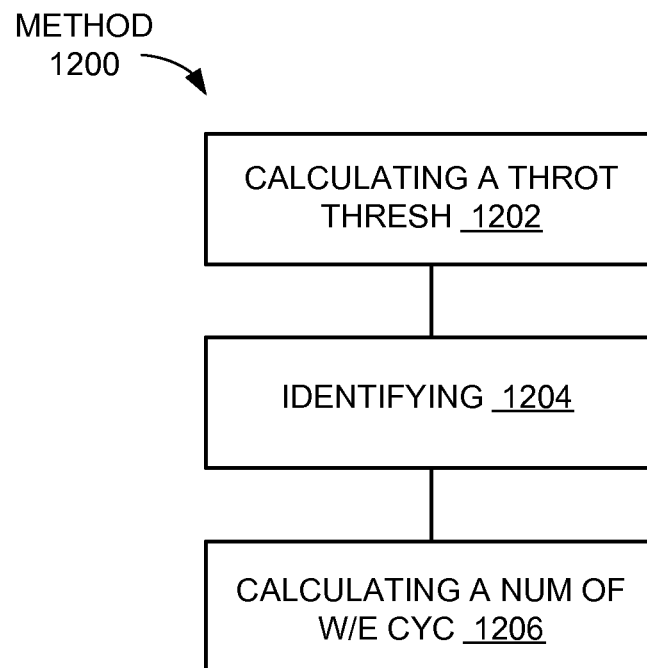 METHOD
1200
CALCULATING A THROT
THRESH 1202
IDENTIFYING 1204
CALCULATING A NUM OF
W/E CYC 1206